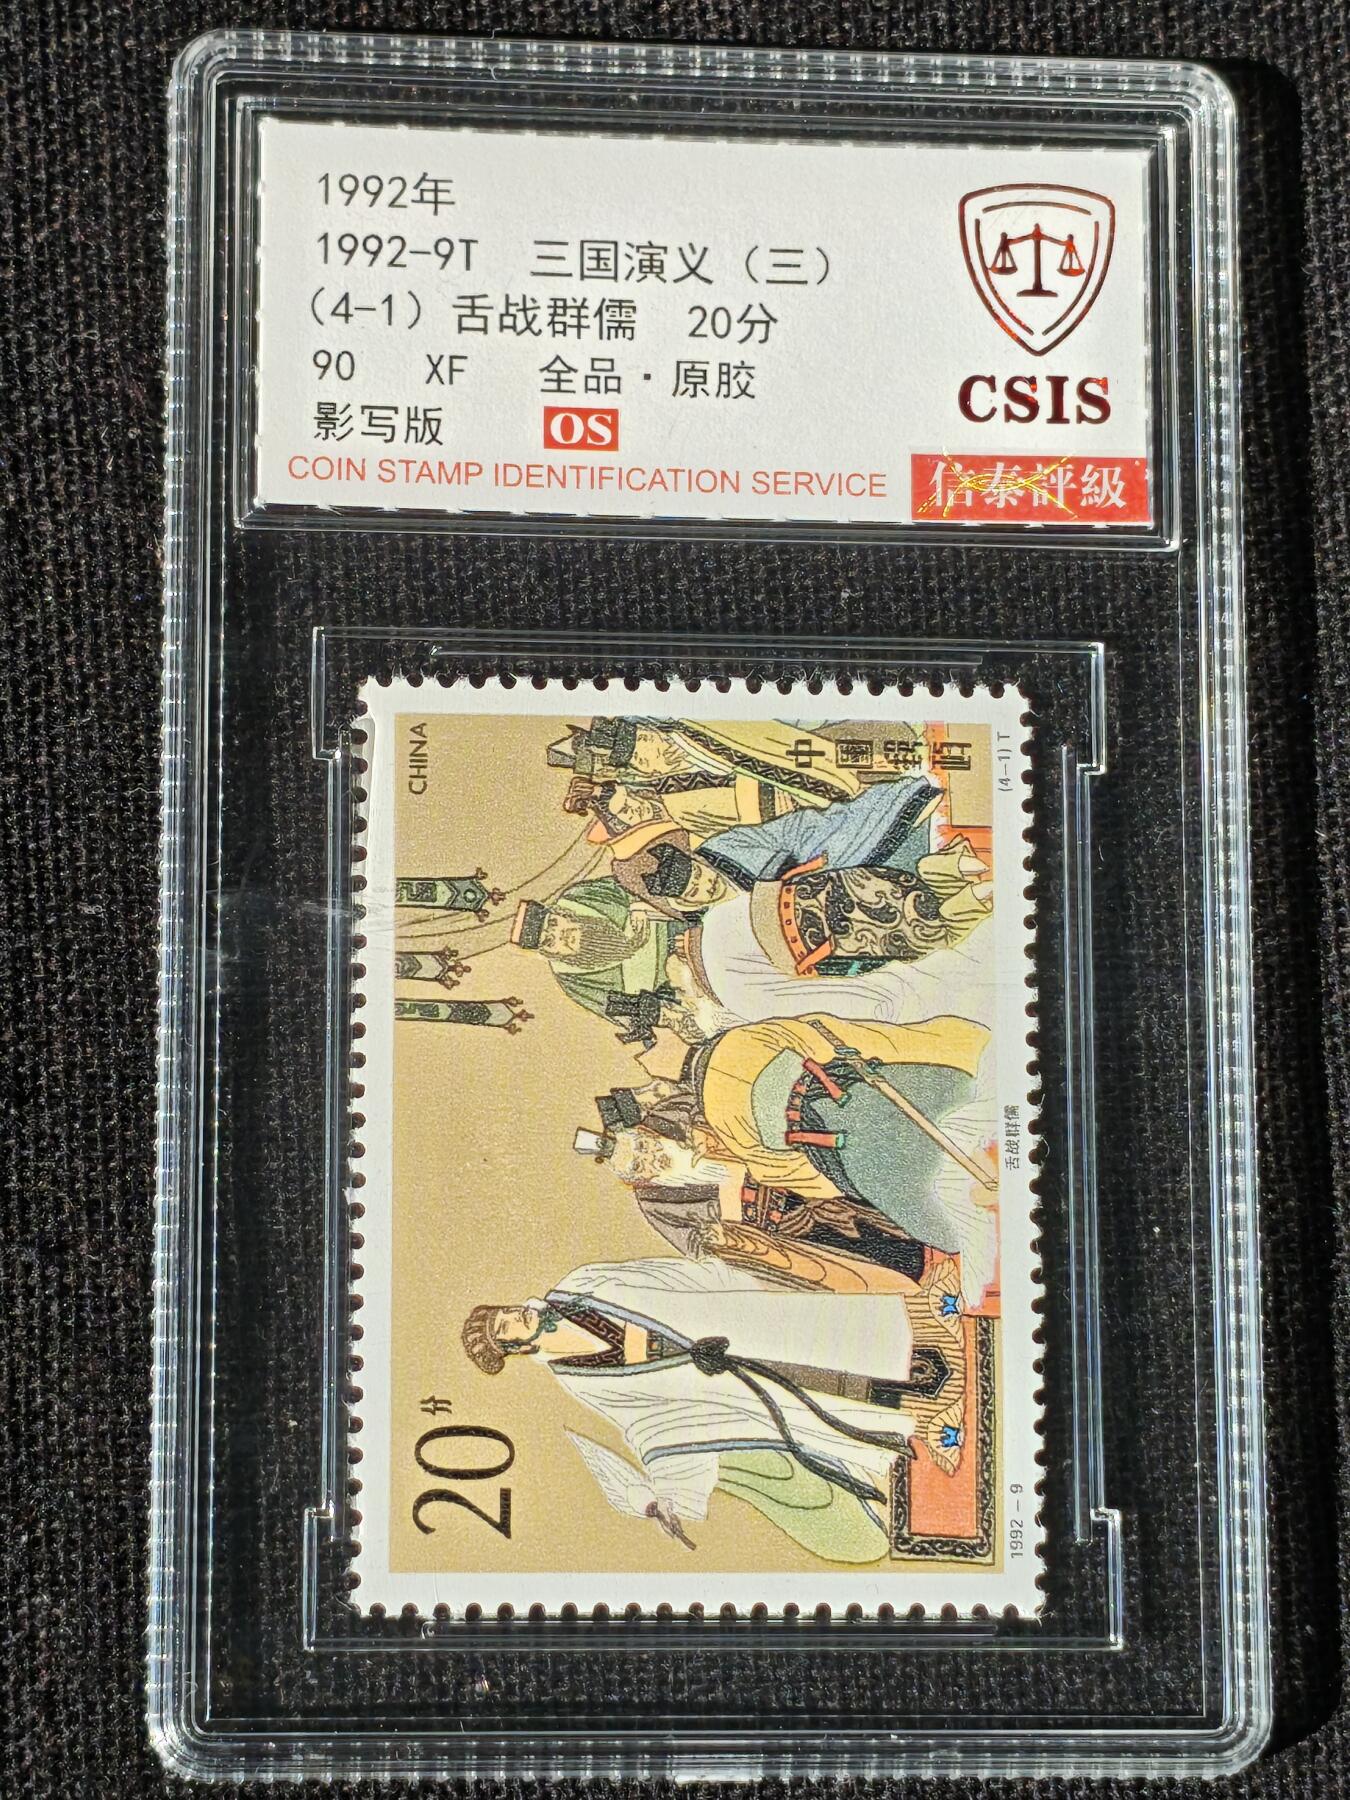 1992年
1992-9T 三国演义（三）
（4-1）舌战群儒 20分
90 XF 全品·原胶
影写版 OS
COIN STAMP IDENTIFICATION SERVICE
CSIS
信泰評級
CHINA
中国邮政
(4-1)T
20分
舌战群儒
1992-9